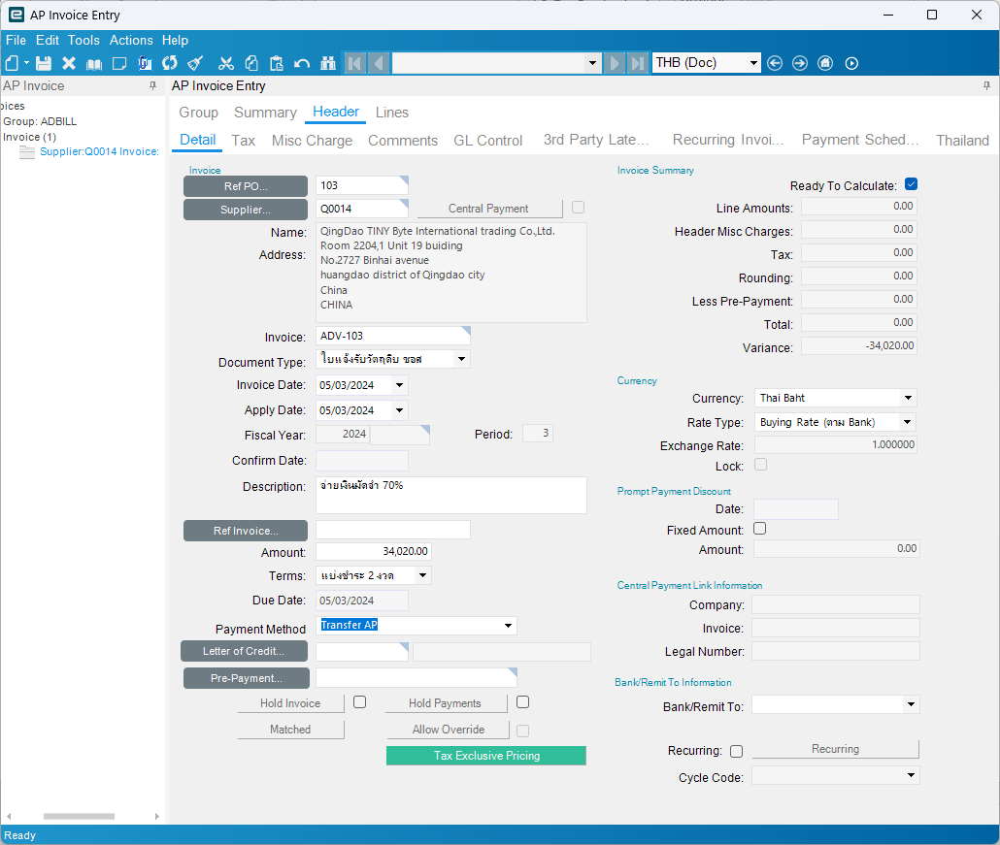 AP Invoice Entry
File Edit Tools Actions Help
THB (Doc)
AP Invoice
oices
Group: ADBILL
Invoice (1)
Supplier:Q0014 Invoice:
AP Invoice Entry
Group Summary Header Lines
Detail Tax Misc Charge Comments GL Control 3rd Party Late... Recurring Invoi... Payment Sched... Thailand
Invoice
Ref PO... 103
Supplier... Q0014 Central Payment
Name: QingDao TINY Byte International trading Co.,Ltd.
Address: Room 2204,1 Unit 19 buiding
No.2727 Binhai avenue
huangdao district of Qingdao city
China
CHINA
Invoice: ADV-103
Document Type: ใบแจ้งรับวัตถุดิบ ซอส
Invoice Date: 05/03/2024
Apply Date: 05/03/2024
Fiscal Year: 2024 Period: 3
Confirm Date:
Description: จ่ายเงินมัดจำ 70%
Ref Invoice...
Amount: 34,020.00
Terms: แบ่งชำระ 2 งวด
Due Date: 05/03/2024
Payment Method Transfer AP
Letter of Credit...
Pre-Payment...
Hold Invoice Hold Payments
Matched Allow Override
Tax Exclusive Pricing
Invoice Summary
Ready To Calculate:
Line Amounts: 0.00
Header Misc Charges: 0.00
Tax: 0.00
Rounding: 0.00
Less Pre-Payment: 0.00
Total: 0.00
Variance: -34,020.00
Currency
Currency: Thai Baht
Rate Type: Buying Rate (ตาม Bank)
Exchange Rate: 1.000000
Lock:
Prompt Payment Discount
Date:
Fixed Amount:
Amount: 0.00
Central Payment Link Information
Company:
Invoice:
Legal Number:
Bank/Remit To Information
Bank/Remit To:
Recurring: Recurring
Cycle Code:
Ready